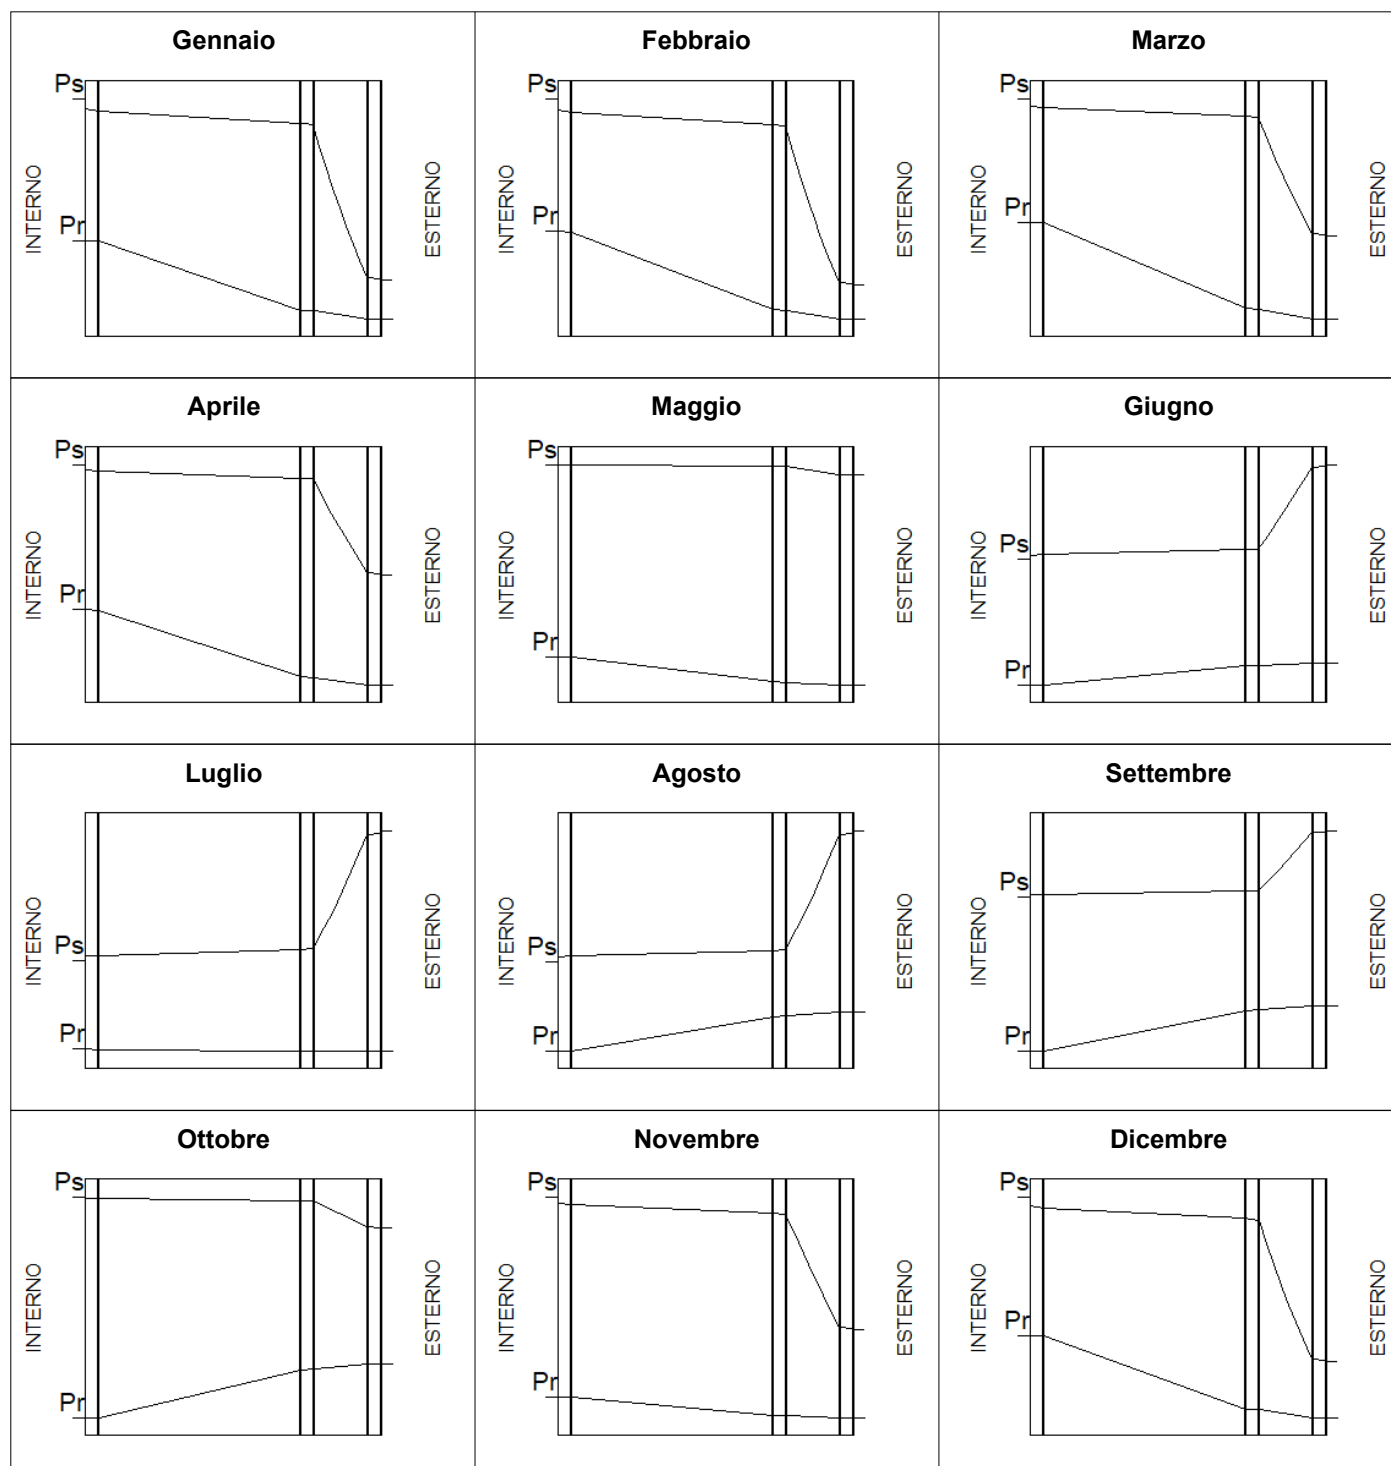 Gennaio
Febbraio
Marzo
Ps
Pr
INTERNO
ESTERNO
Ps
Pr
INTERNO
ESTERNO
Ps
Pr
INTERNO
ESTERNO
Aprile
Maggio
Giugno
Ps
Pr
INTERNO
ESTERNO
Ps
Pr
INTERNO
ESTERNO
Ps
Pr
INTERNO
ESTERNO
Luglio
Agosto
Settembre
Ps
Pr
INTERNO
ESTERNO
Ps
Pr
INTERNO
ESTERNO
Ps
Pr
INTERNO
ESTERNO
Ottobre
Novembre
Dicembre
Ps
Pr
INTERNO
ESTERNO
Ps
Pr
INTERNO
ESTERNO
Ps
Pr
INTERNO
ESTERNO